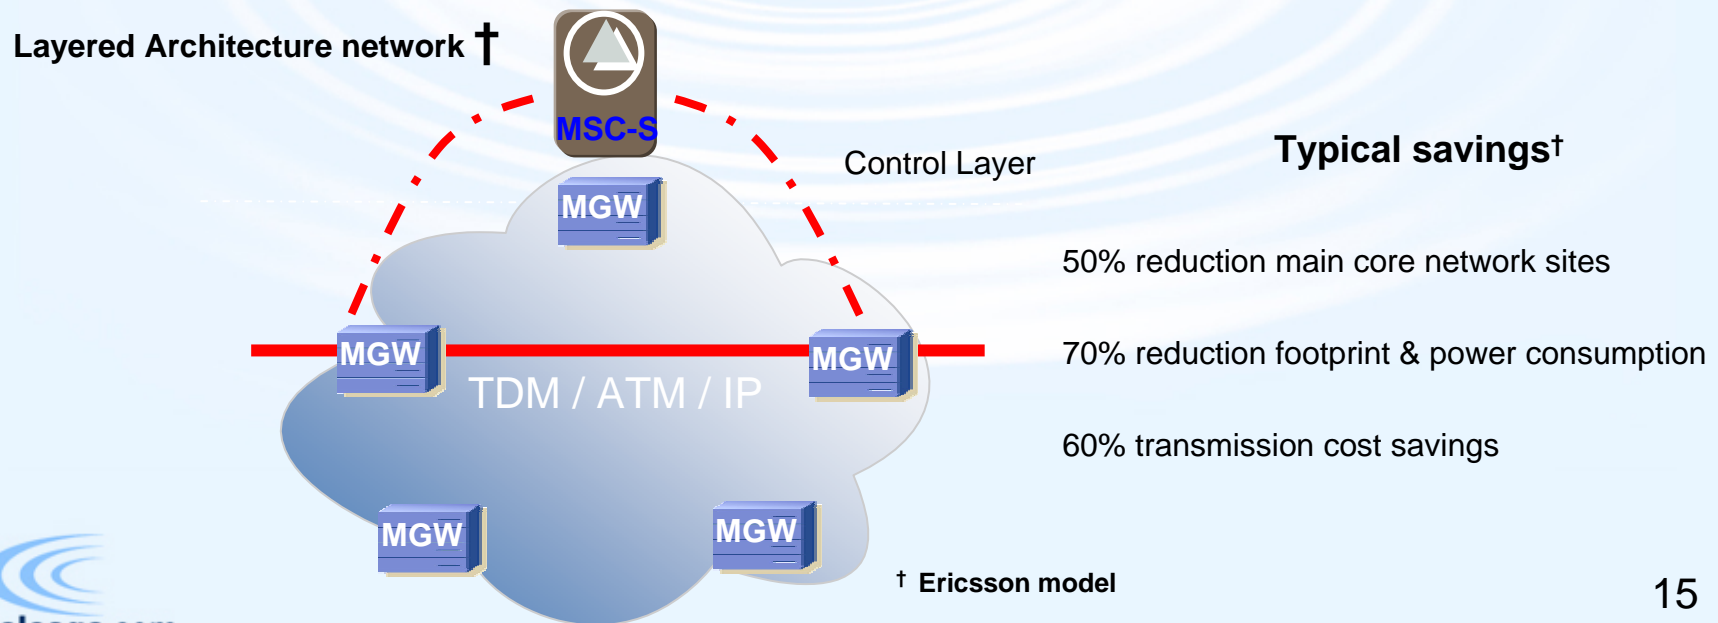 Layered Architecture network †
MSC-S
Control Layer
MGW
MGW
MGW
TDM / ATM / IP
MGW
MGW
Typical savings†
50% reduction main core network sites
70% reduction footprint & power consumption
60% transmission cost savings
† Ericsson model
15